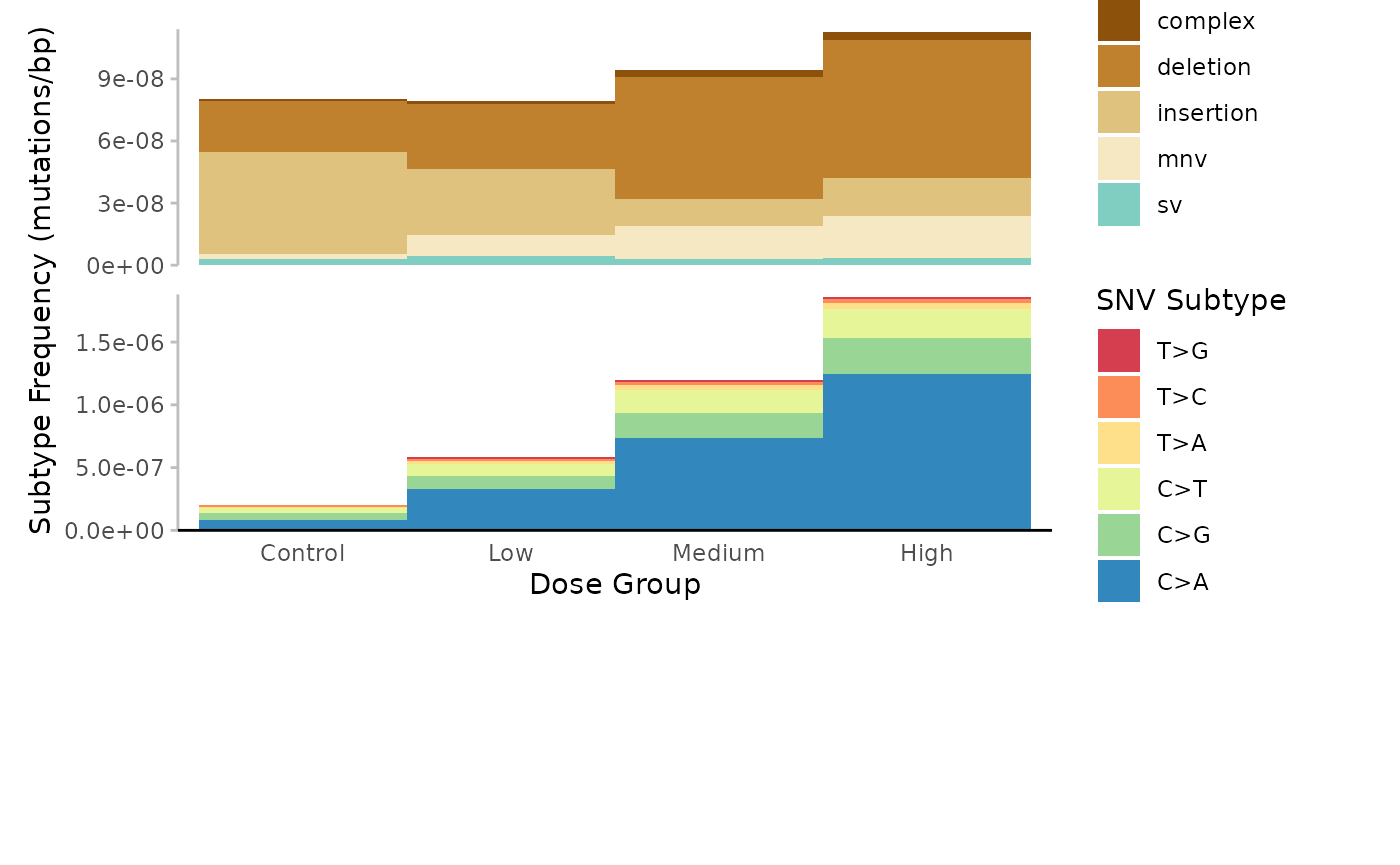 Subtype Frequency (mutations/bp)
9e-08
6e-08
3e-08
0e+00
1.5e-06
1.0e-06
5.0e-07
0.0e+00
Control Low Medium High
Dose Group
complex
deletion
insertion
mnv
sv
SNV Subtype
T>G
T>C
T>A
C>T
C>G
C>A